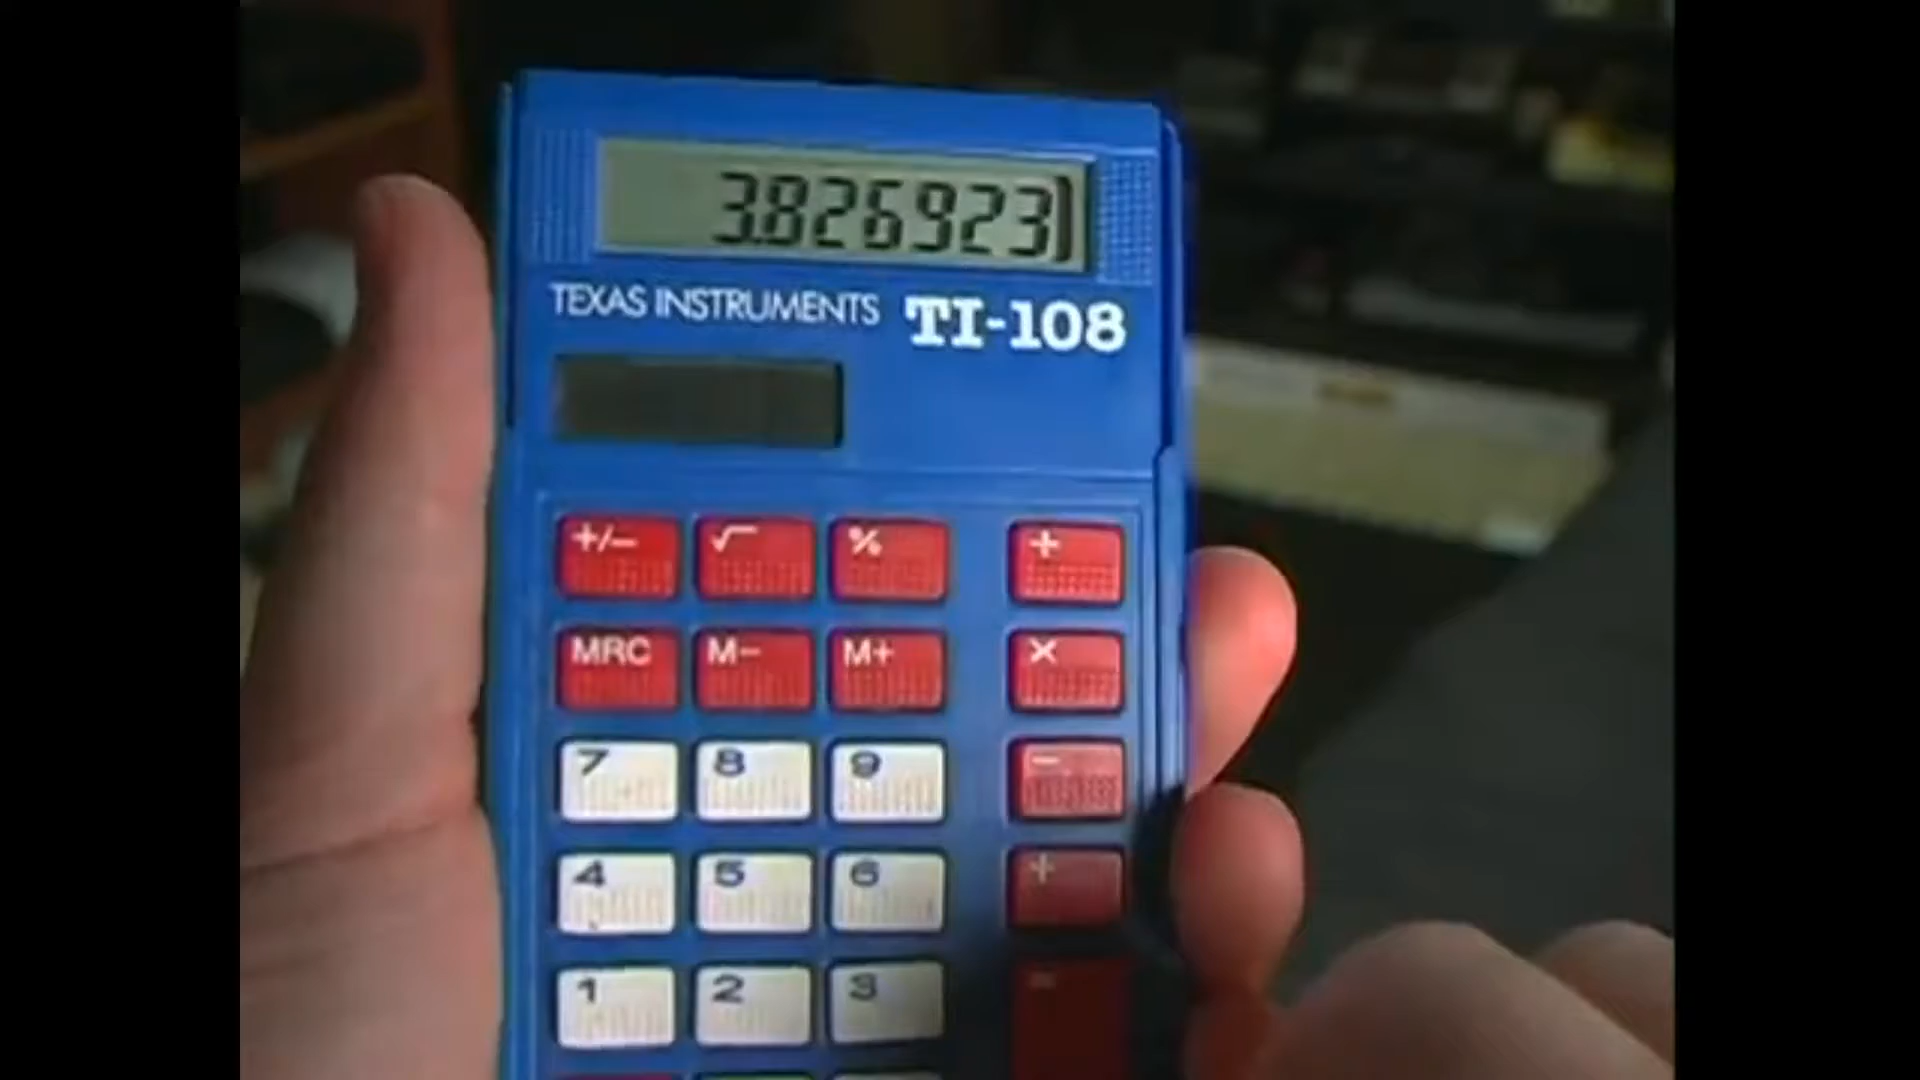 3.826923
TEXAS INSTRUMENTS TI-108
+/− √ % ÷
MRC M− M+ ×
7 8 9 −
4 5 6 +
1 2 3 =